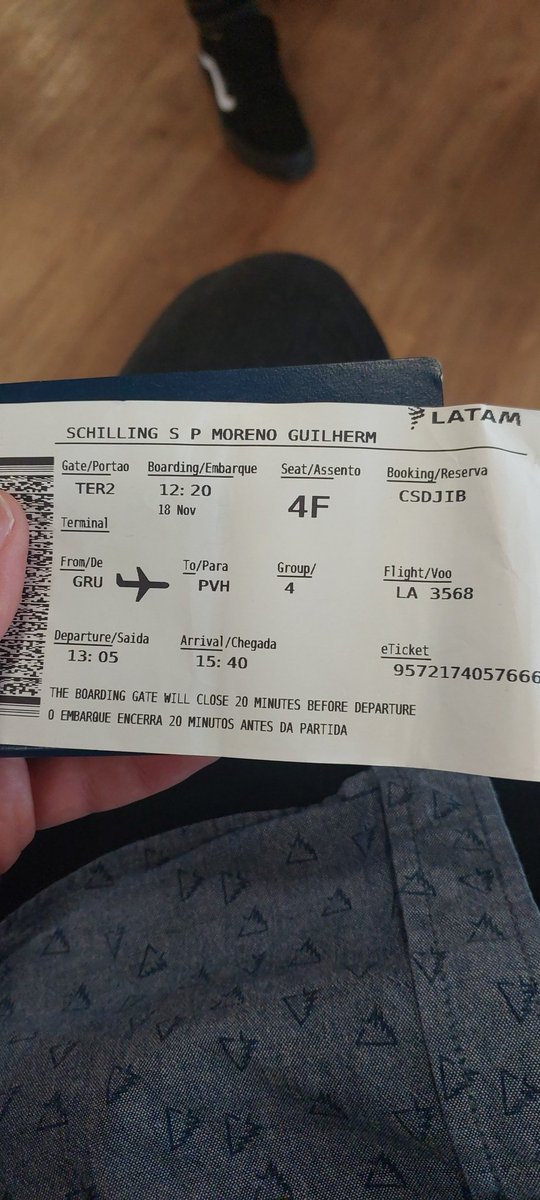 LATAM
SCHILLING S P MORENO GUILHERM
Gate/Portao Boarding/Embarque Seat/Assento Booking/Reserva
TER2 12:20 4F CSDJIB
18 Nov
Terminal
From/De To/Para Group/ Flight/Voo
GRU PVH 4 LA 3568
Departure/Saida Arrival/Chegada eTicket
13:05 15:40 9572174057666
THE BOARDING GATE WILL CLOSE 20 MINUTES BEFORE DEPARTURE
O EMBARQUE ENCERRA 20 MINUTOS ANTES DA PARTIDA